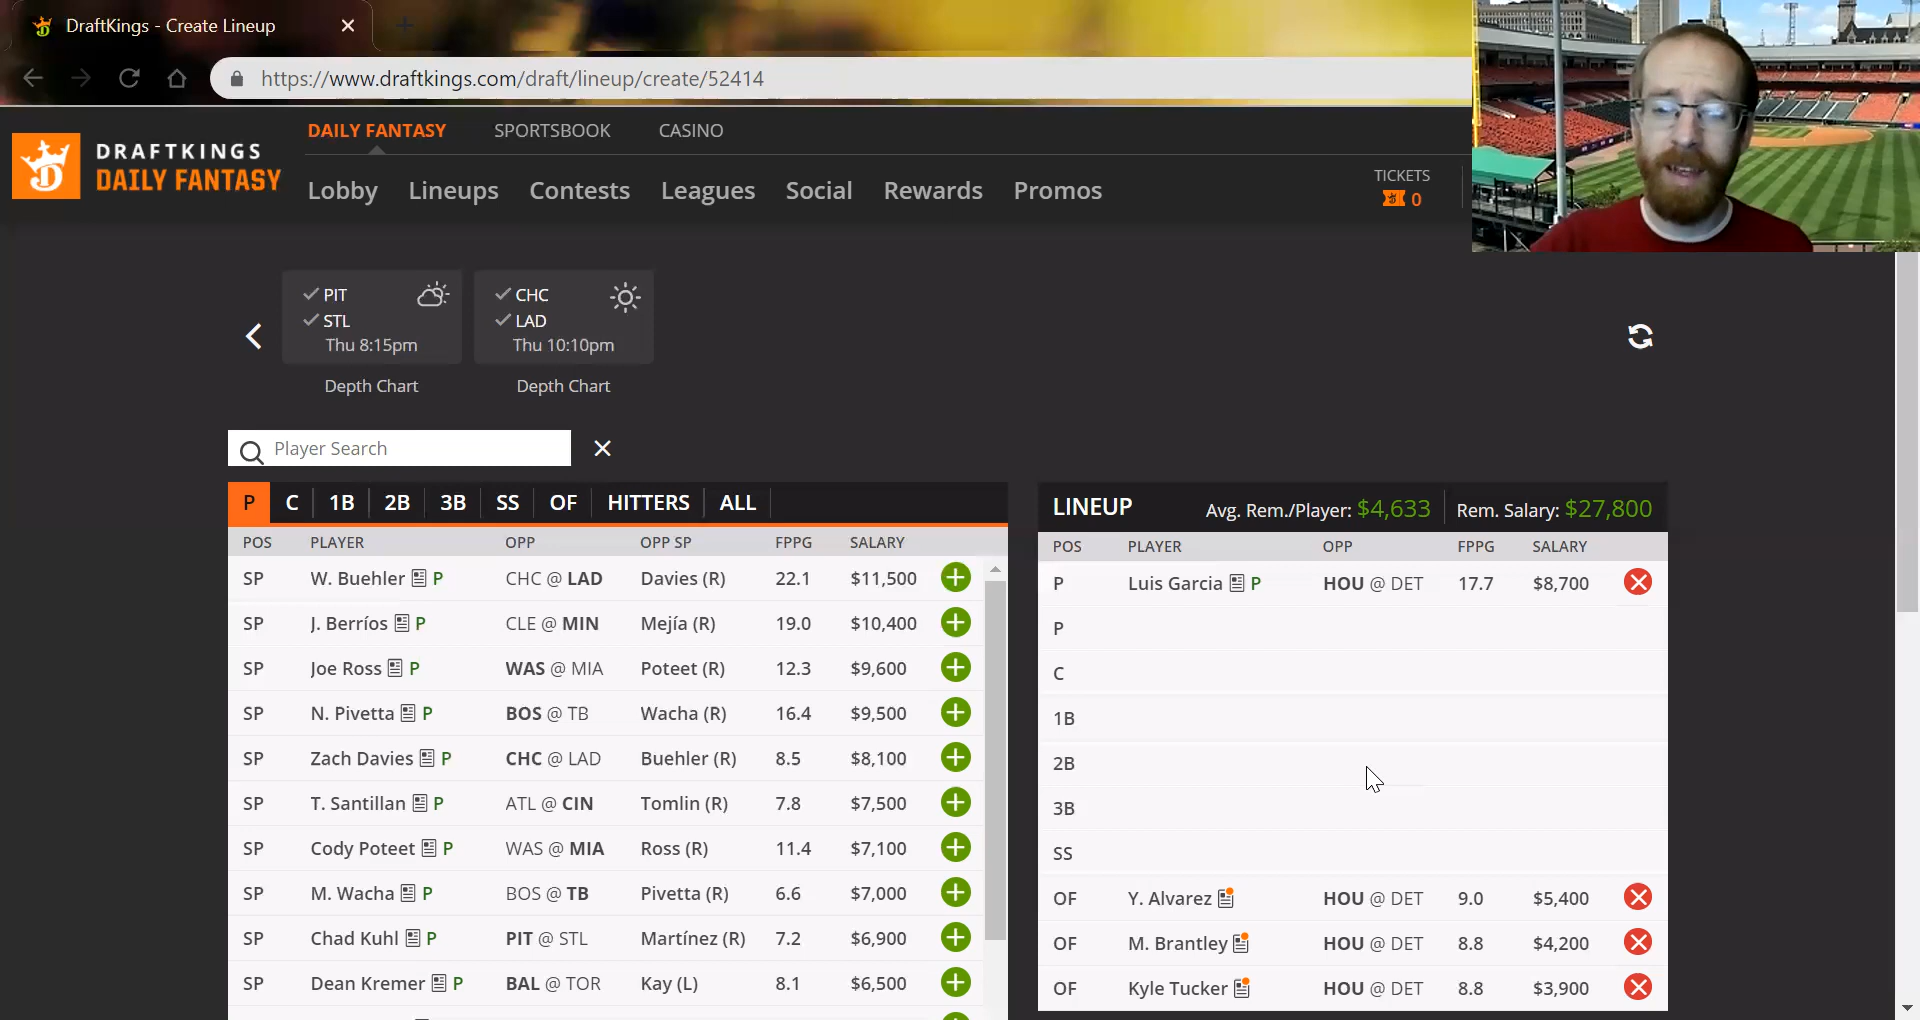 DraftKings - Create Lineup
https://www.draftkings.com/draft/lineup/create/52414
DRAFTKINGS
DAILY FANTASY
DAILY FANTASY SPORTSBOOK CASINO
Lobby Lineups Contests Leagues Social Rewards Promos
TICKETS
0
PIT
STL
Thu 8:15pm
Depth Chart
CHC
LAD
Thu 10:10pm
Depth Chart
Player Search
P C 1B 2B 3B SS OF HITTERS ALL
POS PLAYER OPP OPP SP FPPG SALARY
SP W. Buehler P CHC @ LAD Davies (R) 22.1 $11,500
SP J. Berríos P CLE @ MIN Mejía (R) 19.0 $10,400
SP Joe Ross P WAS @ MIA Poteet (R) 12.3 $9,600
SP N. Pivetta P BOS @ TB Wacha (R) 16.4 $9,500
SP Zach Davies P CHC @ LAD Buehler (R) 8.5 $8,100
SP T. Santillan P ATL @ CIN Tomlin (R) 7.8 $7,500
SP Cody Poteet P WAS @ MIA Ross (R) 11.4 $7,100
SP M. Wacha P BOS @ TB Pivetta (R) 6.6 $7,000
SP Chad Kuhl P PIT @ STL Martínez (R) 7.2 $6,900
SP Dean Kremer P BAL @ TOR Kay (L) 8.1 $6,500
LINEUP Avg. Rem./Player: $4,633 Rem. Salary: $27,800
POS PLAYER OPP FPPG SALARY
P Luis Garcia P HOU @ DET 17.7 $8,700
P
C
1B
2B
3B
SS
OF Y. Alvarez HOU @ DET 9.0 $5,400
OF M. Brantley HOU @ DET 8.8 $4,200
OF Kyle Tucker HOU @ DET 8.8 $3,900